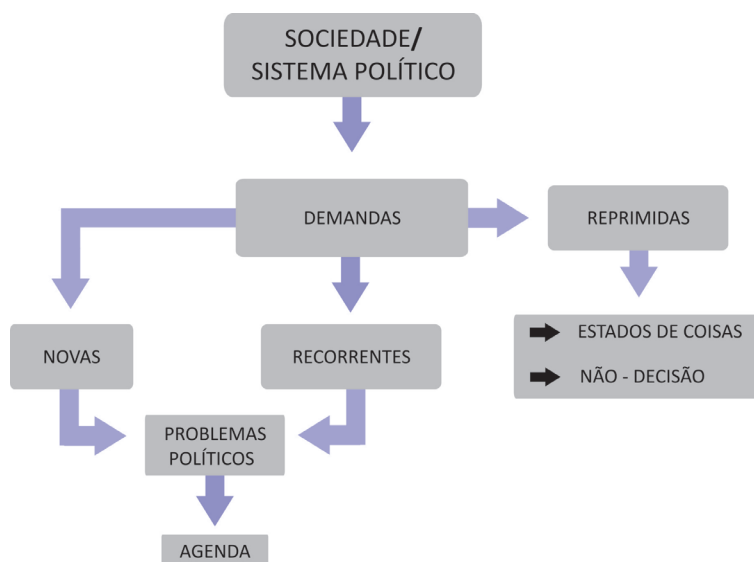 SOCIEDADE/
SISTEMA POLÍTICO
DEMANDAS
REPRIMIDAS
NOVAS
RECORRENTES
ESTADOS DE COISAS
NÃO - DECISÃO
PROBLEMAS
POLÍTICOS
AGENDA